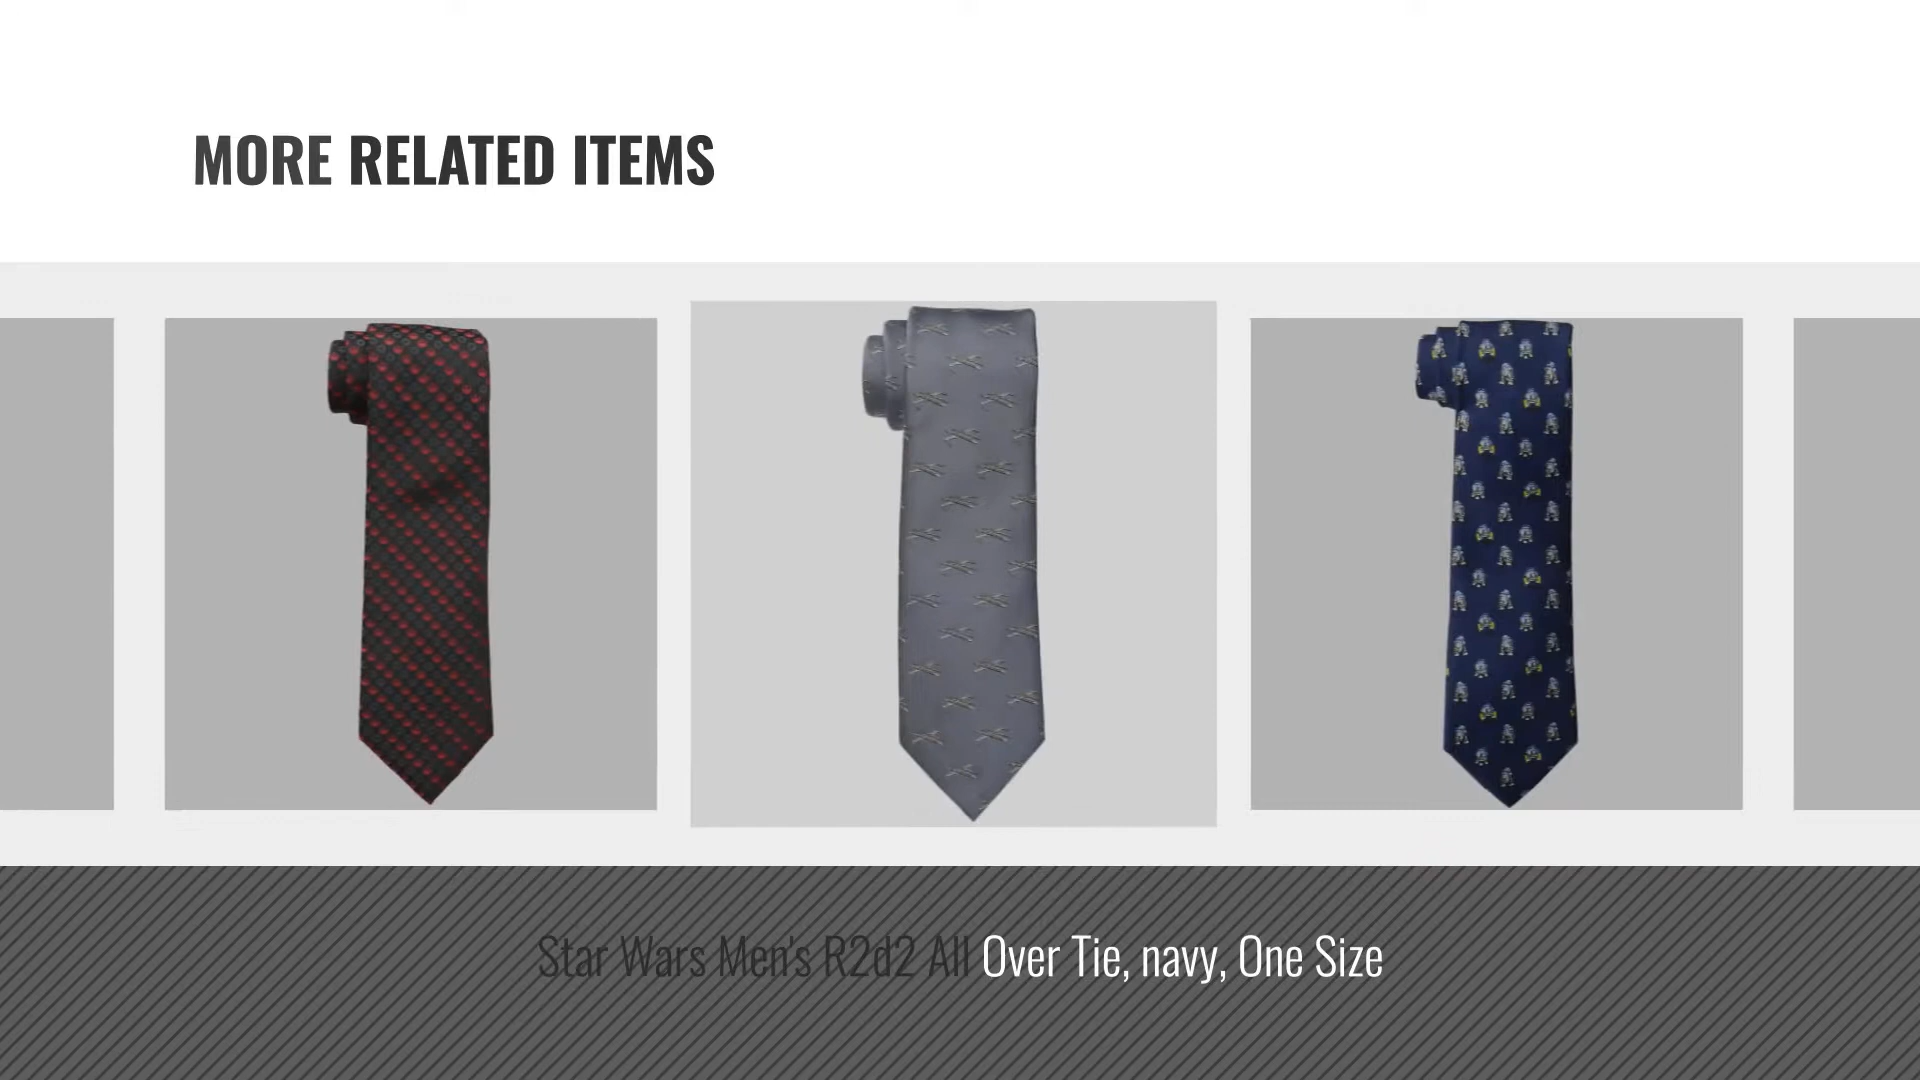 MORE RELATED ITEMS
Star Wars Men's R2d2 All Over Tie, navy, One Size